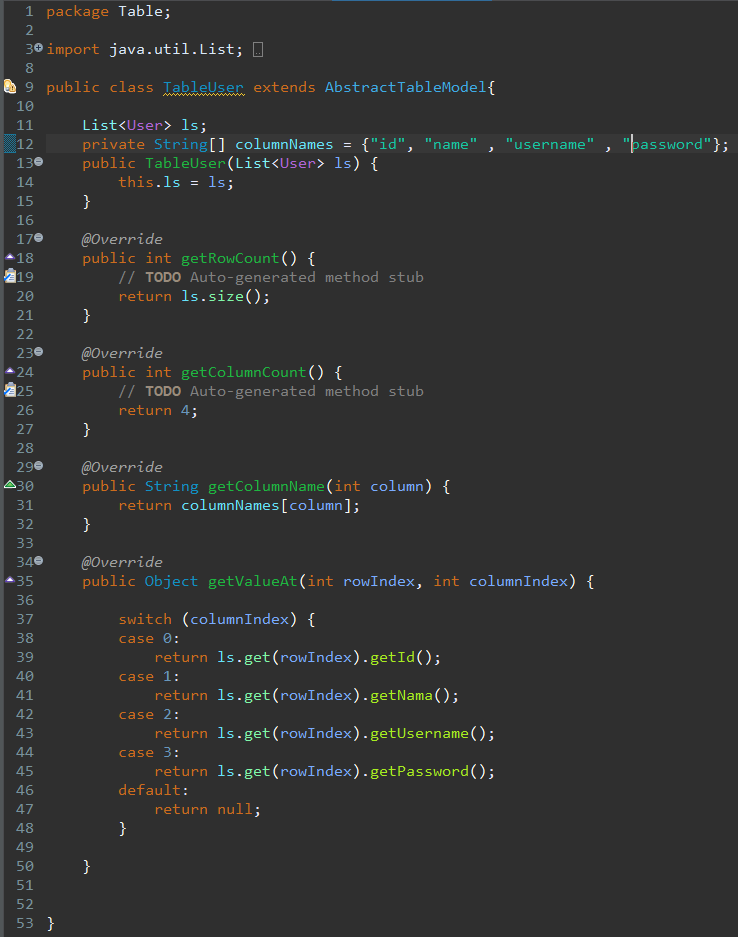 1 package Table;
2
3 import java.util.List;
8
9 public class TableUser extends AbstractTableModel{
10
11     List<User> ls;
12     private String[] columnNames = {"id", "name" , "username" , "password"};
13     public TableUser(List<User> ls) {
14         this.ls = ls;
15     }
16
17     @Override
18     public int getRowCount() {
19         // TODO Auto-generated method stub
20         return ls.size();
21     }
22
23     @Override
24     public int getColumnCount() {
25         // TODO Auto-generated method stub
26         return 4;
27     }
28
29     @Override
30     public String getColumnName(int column) {
31         return columnNames[column];
32     }
33
34     @Override
35     public Object getValueAt(int rowIndex, int columnIndex) {
36
37         switch (columnIndex) {
38         case 0:
39             return ls.get(rowIndex).getId();
40         case 1:
41             return ls.get(rowIndex).getNama();
42         case 2:
43             return ls.get(rowIndex).getUsername();
44         case 3:
45             return ls.get(rowIndex).getPassword();
46         default:
47             return null;
48         }
49
50     }
51
52
53 }